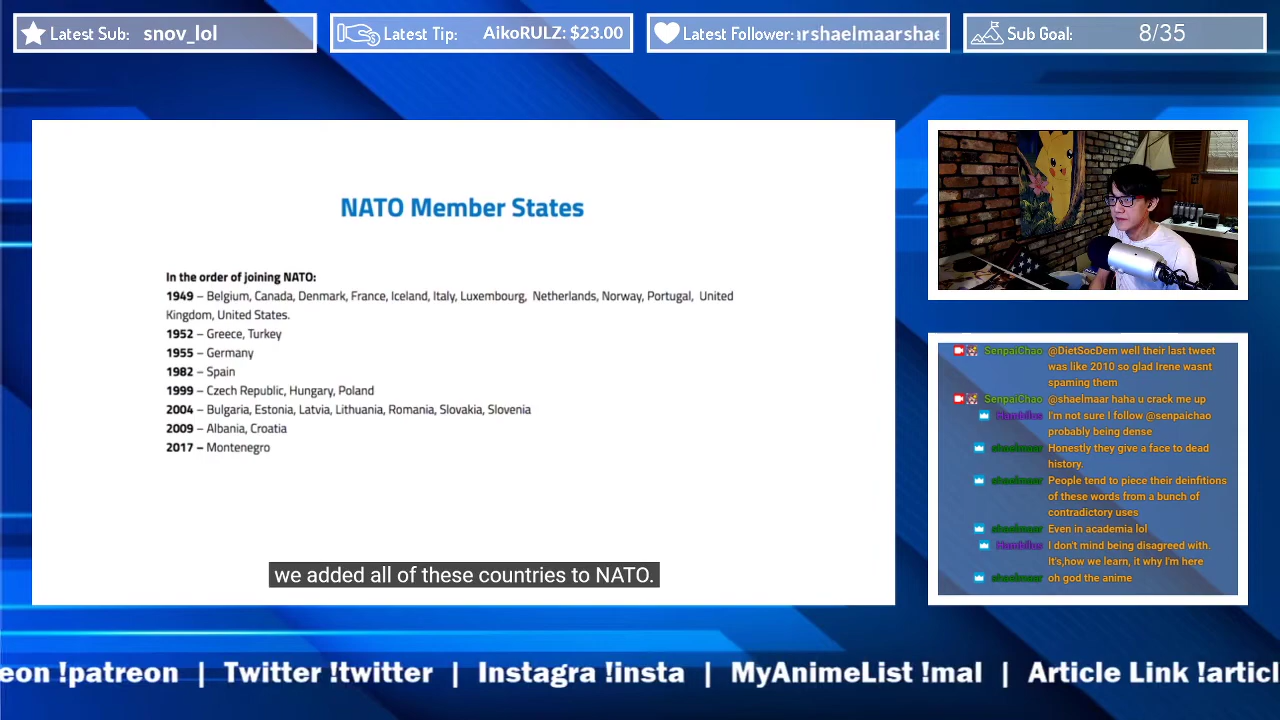 Latest Sub: snov_lol
Latest Tip: AikoRULZ: $23.00
Latest Follower: arshaelmaarshae
Sub Goal: 8/35
NATO Member States
In the order of joining NATO:
1949 – Belgium, Canada, Denmark, France, Iceland, Italy, Luxembourg, Netherlands, Norway, Portugal, United
Kingdom, United States.
1952 – Greece, Turkey
1955 – Germany
1982 – Spain
1999 – Czech Republic, Hungary, Poland
2004 – Bulgaria, Estonia, Latvia, Lithuania, Romania, Slovakia, Slovenia
2009 – Albania, Croatia
2017 – Montenegro
we added all of these countries to NATO.
SenpaiChao @DietSocDem well their last tweet
was like 2010 so glad Irene wasnt
spaming them
SenpaiChao @shaelmaar haha u crack me up
Hambilus I'm not sure I follow @senpaichao
probably being dense
shaelmaar Honestly they give a face to dead
history.
shaelmaar People tend to piece their deinfitions
of these words from a bunch of
contradictory uses
shaelmaar Even in academia lol
Hambilus I don't mind being disagreed with.
It's,how we learn, it why I'm here
shaelmaar oh god the anime
eon !patreon | Twitter !twitter | Instagra !insta | MyAnimeList !mal | Article Link !articl